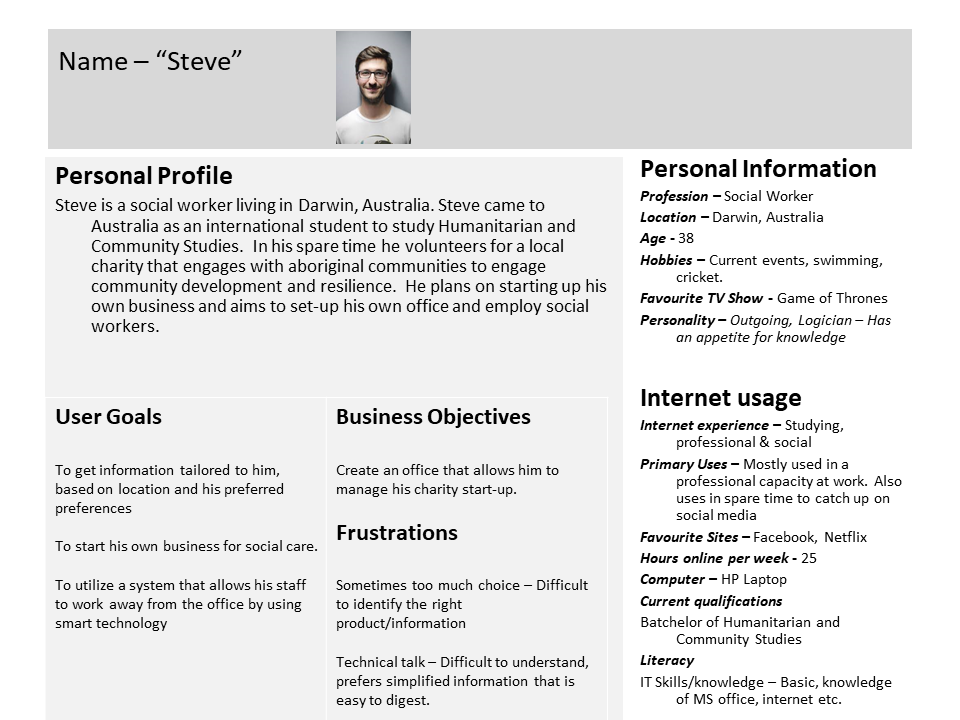 Name – “Steve”
Personal Profile
Steve is a social worker living in Darwin, Australia. Steve came to
Australia as an international student to study Humanitarian and
Community Studies.  In his spare time he volunteers for a local
charity that engages with aboriginal communities to engage
community development and resilience.  He plans on starting up his
own business and aims to set-up his own office and employ social
workers.
User Goals
To get information tailored to him,
based on location and his preferred
preferences
To start his own business for social care.
To utilize a system that allows his staff
to work away from the office by using
smart technology
Business Objectives
Create an office that allows him to
manage his charity start-up.
Frustrations
Sometimes too much choice – Difficult
to identify the right
product/information
Technical talk – Difficult to understand,
prefers simplified information that is
easy to digest.
Personal Information
Profession – Social Worker
Location – Darwin, Australia
Age - 38
Hobbies – Current events, swimming,
cricket.
Favourite TV Show - Game of Thrones
Personality – Outgoing, Logician – Has
an appetite for knowledge
Internet usage
Internet experience – Studying,
professional & social
Primary Uses – Mostly used in a
professional capacity at work.  Also
uses in spare time to catch up on
social media
Favourite Sites – Facebook, Netflix
Hours online per week - 25
Computer – HP Laptop
Current qualifications
Batchelor of Humanitarian and
Community Studies
Literacy
IT Skills/knowledge – Basic, knowledge
of MS office, internet etc.